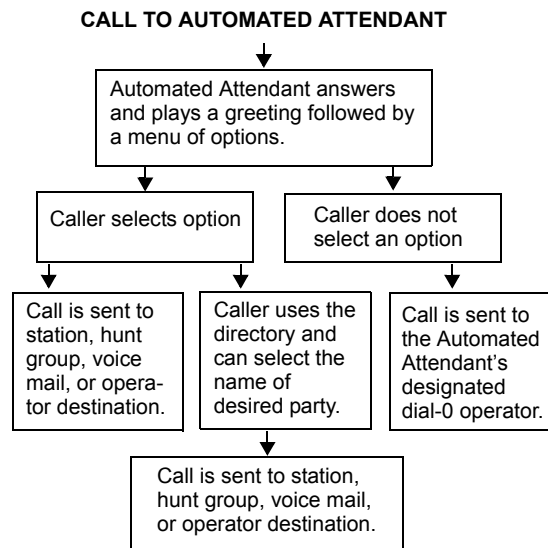 CALL TO AUTOMATED ATTENDANT
Automated Attendant answers
and plays a greeting followed by
a menu of options.
Caller selects option
Caller does not
select an option
Call is sent to
station, hunt
group, voice
mail, or opera-
tor destination.
Caller uses the
directory and
can select the
name of
desired party.
Call is sent to
the Automated
Attendant’s
designated
dial-0 operator.
Call is sent to station,
hunt group, voice mail,
or operator destination.